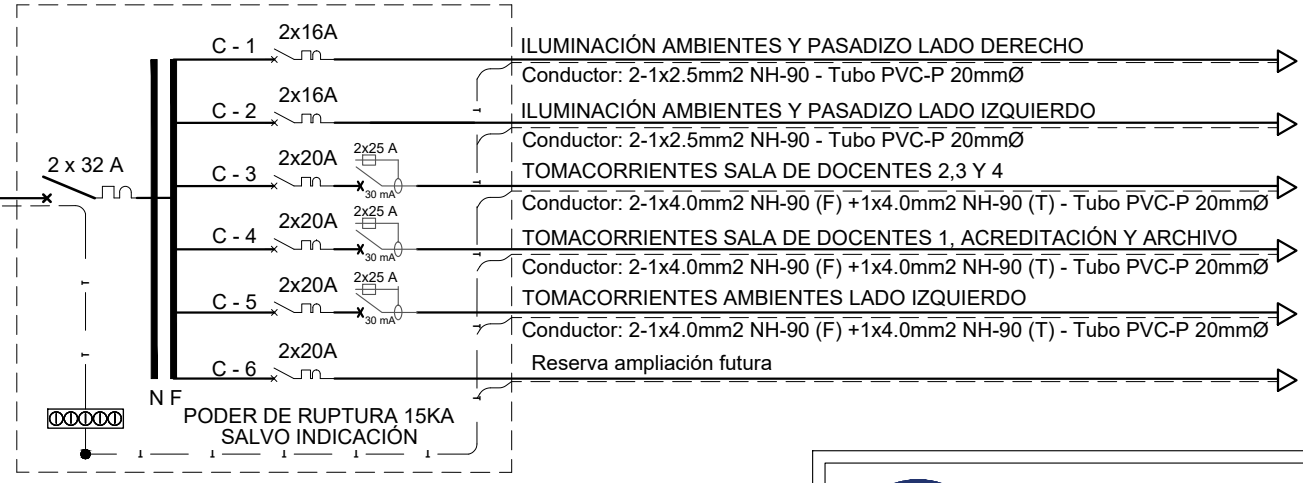 C - 1 2x16A ILUMINACIÓN AMBIENTES Y PASADIZO LADO DERECHO
Conductor: 2-1x2.5mm2 NH-90 - Tubo PVC-P 20mmØ
C - 2 2x16A ILUMINACIÓN AMBIENTES Y PASADIZO LADO IZQUIERDO
Conductor: 2-1x2.5mm2 NH-90 - Tubo PVC-P 20mmØ
2 x 32 A
C - 3 2x20A 2x25 A TOMACORRIENTES SALA DE DOCENTES 2,3 Y 4
30 mA Conductor: 2-1x4.0mm2 NH-90 (F) +1x4.0mm2 NH-90 (T) - Tubo PVC-P 20mmØ
C - 4 2x20A 2x25 A TOMACORRIENTES SALA DE DOCENTES 1, ACREDITACIÓN Y ARCHIVO
30 mA Conductor: 2-1x4.0mm2 NH-90 (F) +1x4.0mm2 NH-90 (T) - Tubo PVC-P 20mmØ
C - 5 2x20A 2x25 A TOMACORRIENTES AMBIENTES LADO IZQUIERDO
30 mA Conductor: 2-1x4.0mm2 NH-90 (F) +1x4.0mm2 NH-90 (T) - Tubo PVC-P 20mmØ
C - 6 2x20A Reserva ampliación futura
N F
PODER DE RUPTURA 15KA
SALVO INDICACIÓN
T
T
T T T T T
T
T
T
T
T
T